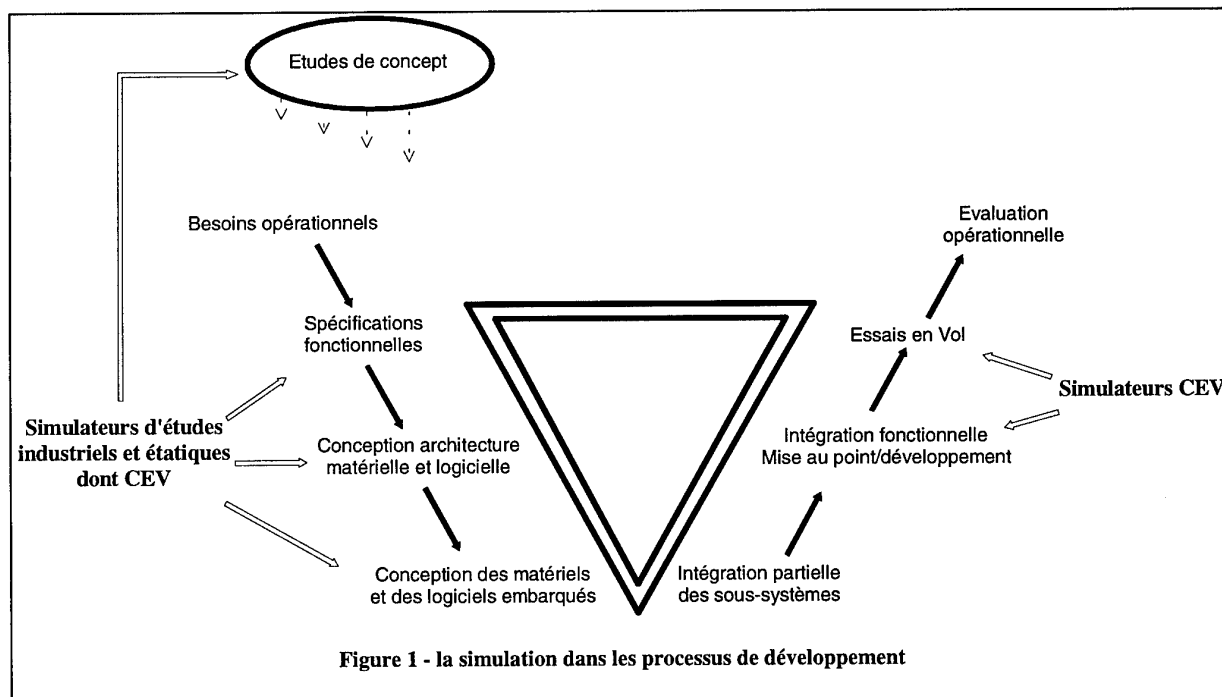 Etudes de concept
Besoins opérationnels
Spécifications
fonctionnelles
Simulateurs d'études
industriels et étatiques
dont CEV
Conception architecture
matérielle et logicielle
Conception des matériels
et des logiciels embarqués
Evaluation
opérationnelle
Essais en Vol
Simulateurs CEV
Intégration fonctionnelle
Mise au point/développement
Intégration partielle
des sous-systèmes
Figure 1 - la simulation dans les processus de développement